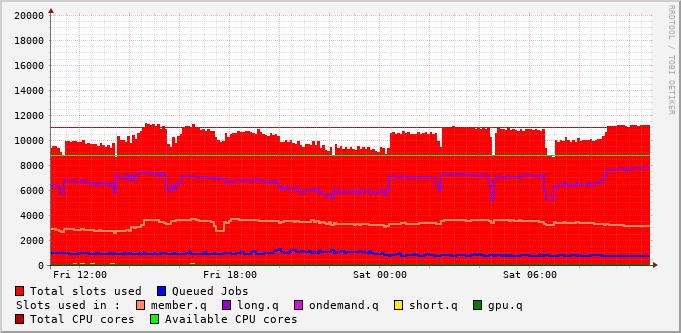 RRDTOOL / TOBI OETIKER
20000
18000
16000
14000
12000
10000
8000
6000
4000
2000
0
Fri 12:00 Fri 18:00 Sat 00:00 Sat 06:00
Total slots used Queued Jobs
Slots used in : member.q long.q ondemand.q short.q gpu.q
Total CPU cores Available CPU cores